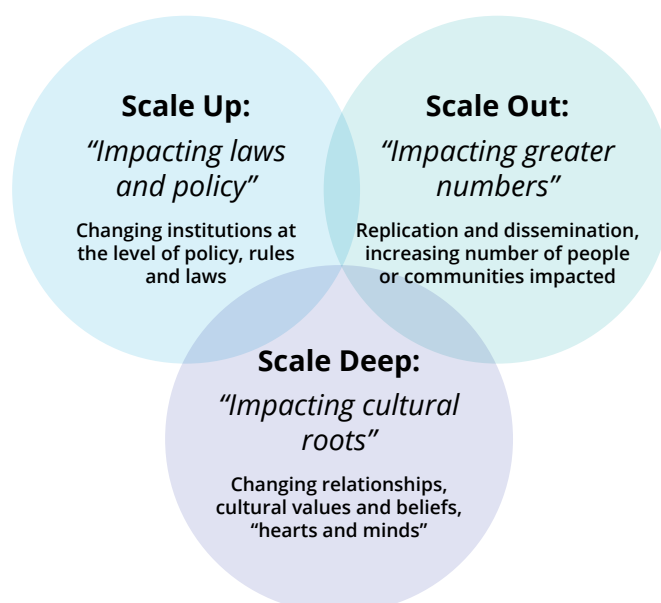 Scale Up:
“Impacting laws
and policy”
Changing institutions at
the level of policy, rules
and laws
Scale Out:
“Impacting greater
numbers”
Replication and dissemination,
increasing number of people
or communities impacted
Scale Deep:
“Impacting cultural
roots”
Changing relationships,
cultural values and beliefs,
“hearts and minds”